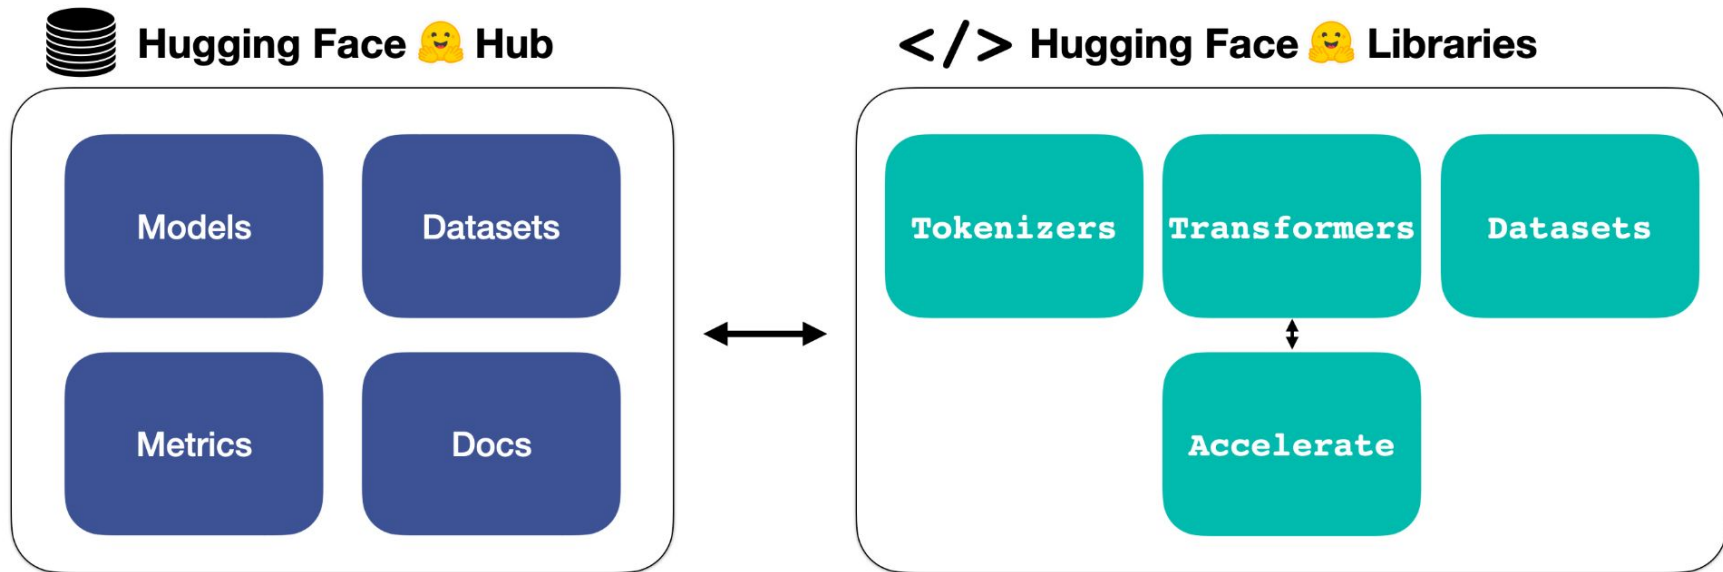 Hugging Face 🤗 Hub
Models
Datasets
Metrics
Docs
</> Hugging Face 🤗 Libraries
Tokenizers
Transformers
Datasets
Accelerate